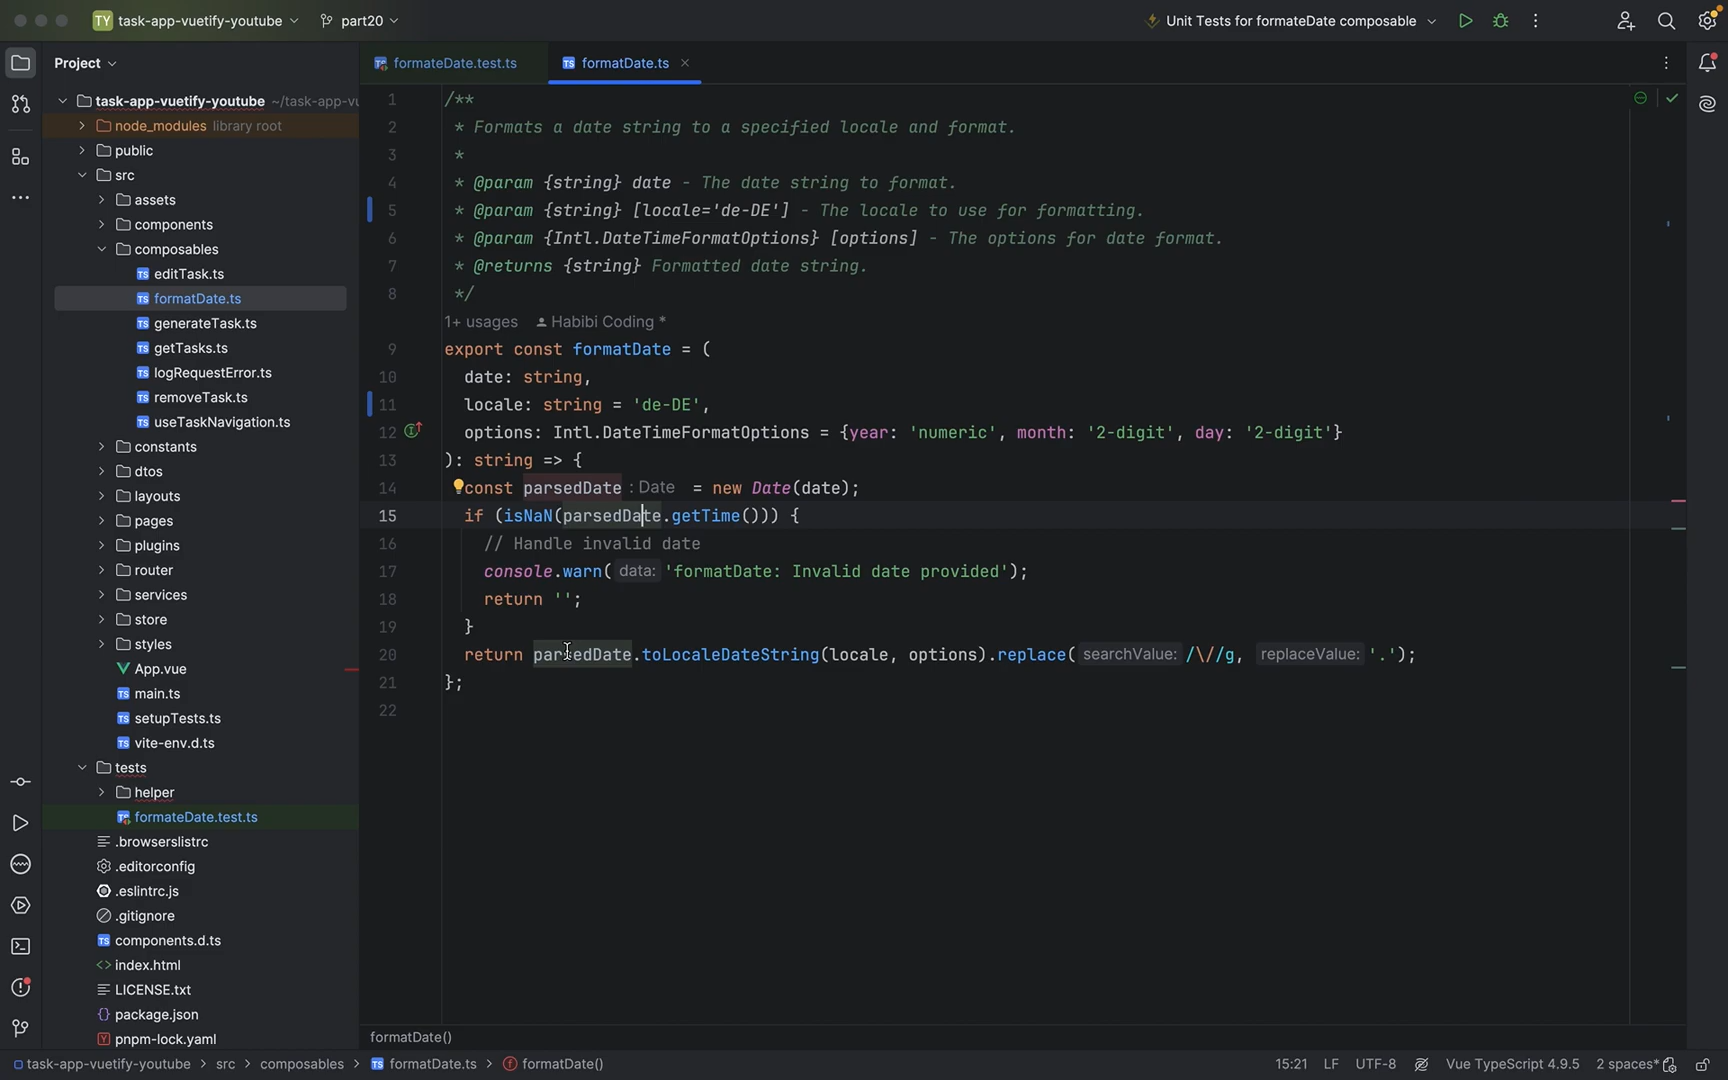 TY task-app-vuetify-youtube part20 Unit Tests for formateDate composable
Project formateDate.test.ts formatDate.ts
task-app-vuetify-youtube ~/task-app-vu
node_modules library root
public
src
assets
components
composables
editTask.ts
formatDate.ts
generateTask.ts
getTasks.ts
logRequestError.ts
removeTask.ts
useTaskNavigation.ts
constants
dtos
layouts
pages
plugins
router
services
store
styles
App.vue
main.ts
setupTests.ts
vite-env.d.ts
tests
helper
formateDate.test.ts
.browserslistrc
.editorconfig
.eslintrc.js
.gitignore
components.d.ts
index.html
LICENSE.txt
package.json
pnpm-lock.yaml
1 /**
2 * Formats a date string to a specified locale and format.
3 *
4 * @param {string} date - The date string to format.
5 * @param {string} [locale='de-DE'] - The locale to use for formatting.
6 * @param {Intl.DateTimeFormatOptions} [options] - The options for date format.
7 * @returns {string} Formatted date string.
8 */
1+ usages Habibi Coding *
9 export const formatDate = (
10 date: string,
11 locale: string = 'de-DE',
12 options: Intl.DateTimeFormatOptions = {year: 'numeric', month: '2-digit', day: '2-digit'}
13 ): string => {
14 const parsedDate : Date = new Date(date);
15 if (isNaN(parsedDate.getTime())) {
16 // Handle invalid date
17 console.warn( data: 'formatDate: Invalid date provided');
18 return '';
19 }
20 return parsedDate.toLocaleDateString(locale, options).replace( searchValue: /\//g, replaceValue: '.');
21 };
22
formatDate()
task-app-vuetify-youtube > src > composables > formatDate.ts > formatDate() 15:21 LF UTF-8 Vue TypeScript 4.9.5 2 spaces*